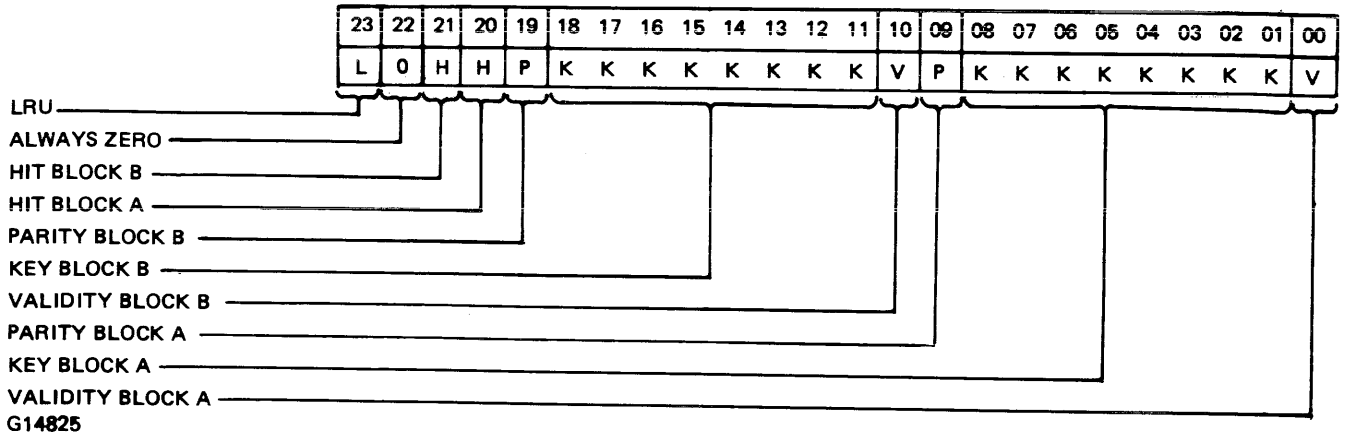 23 22 21 20 19 18 17 16 15 14 13 12 11 10 09 08 07 06 05 04 03 02 01 00
L 0 H H P K K K K K K K K V P K K K K K K K K V
LRU
ALWAYS ZERO
HIT BLOCK B
HIT BLOCK A
PARITY BLOCK B
KEY BLOCK B
VALIDITY BLOCK B
PARITY BLOCK A
KEY BLOCK A
VALIDITY BLOCK A
G14825